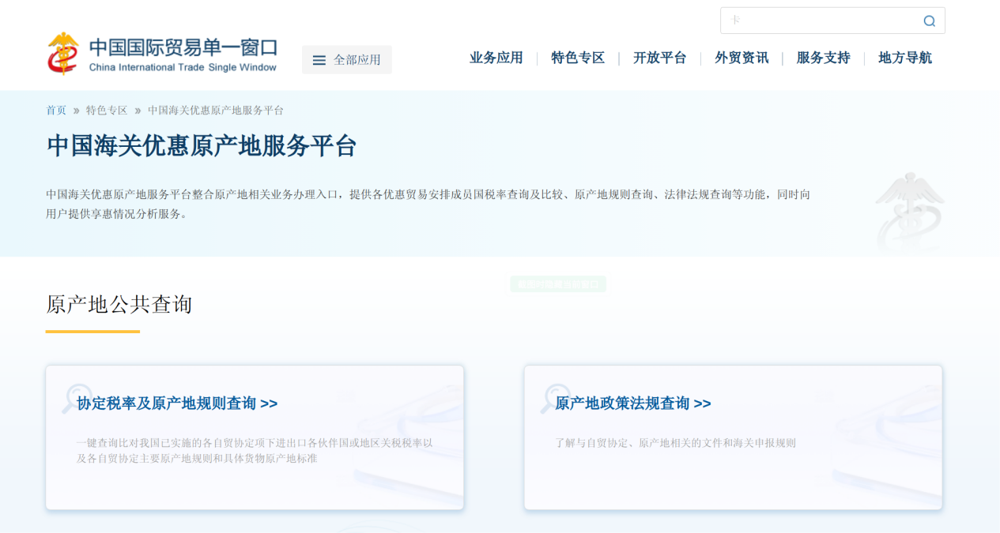 卡
中国国际贸易单一窗口
China International Trade Single Window
全部应用
业务应用 特色专区 开放平台 外贸资讯 服务支持 地方导航
首页 » 特色专区 » 中国海关优惠原产地服务平台
中国海关优惠原产地服务平台
中国海关优惠原产地服务平台整合原产地相关业务办理入口，提供各优惠贸易安排成员国税率查询及比较、原产地规则查询、法律法规查询等功能，同时向
用户提供享惠情况分析服务。
原产地公共查询
协定税率及原产地规则查询 >>
一键查询比对我国已实施的各自贸协定项下进出口各伙伴国或地区关税税率以
及各自贸协定主要原产地规则和具体货物原产地标准
原产地政策法规查询 >>
了解与自贸协定、原产地相关的文件和海关申报规则